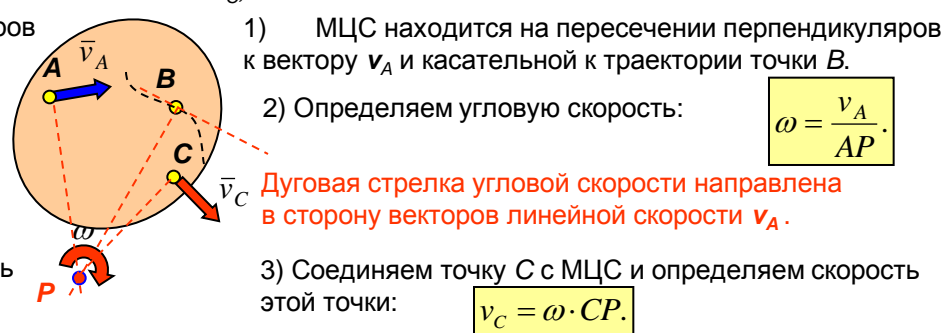 ров
1) МЦС находится на пересечении перпендикуляров
к вектору v_A и касательной к траектории точки B.
A
v̅_A
B
2) Определяем угловую скорость:
ω = v_A / AP.
C
v̅_C
Дуговая стрелка угловой скорости направлена
в сторону векторов линейной скорости v_A .
ω
P
ь
3) Соединяем точку C с МЦС и определяем скорость
этой точки:
v_C = ω · CP.